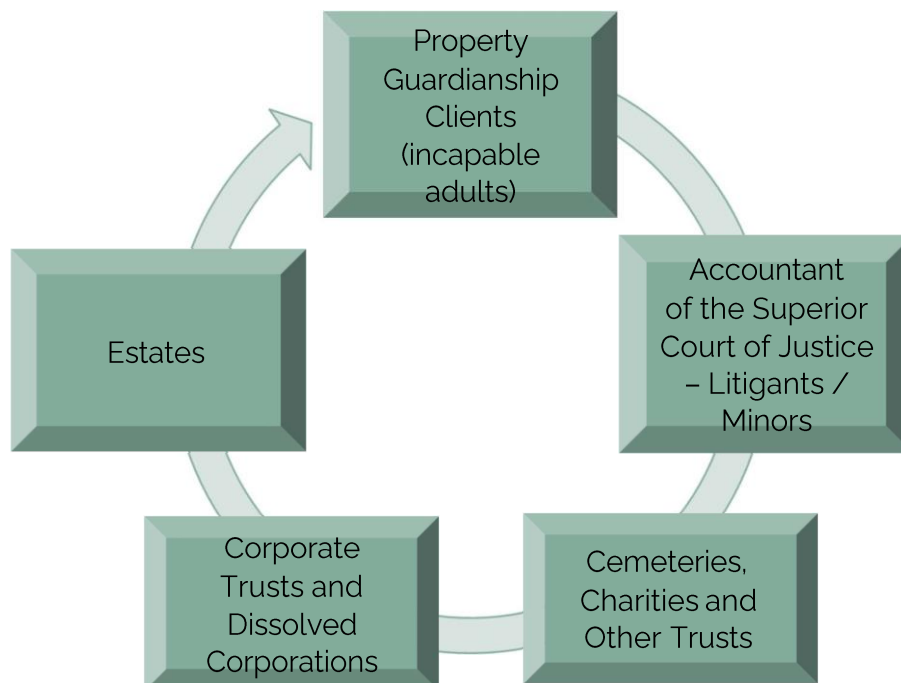 Property
Guardianship
Clients
(incapable
adults)
Accountant
of the Superior
Court of Justice
– Litigants /
Minors
Cemeteries,
Charities and
Other Trusts
Corporate
Trusts and
Dissolved
Corporations
Estates